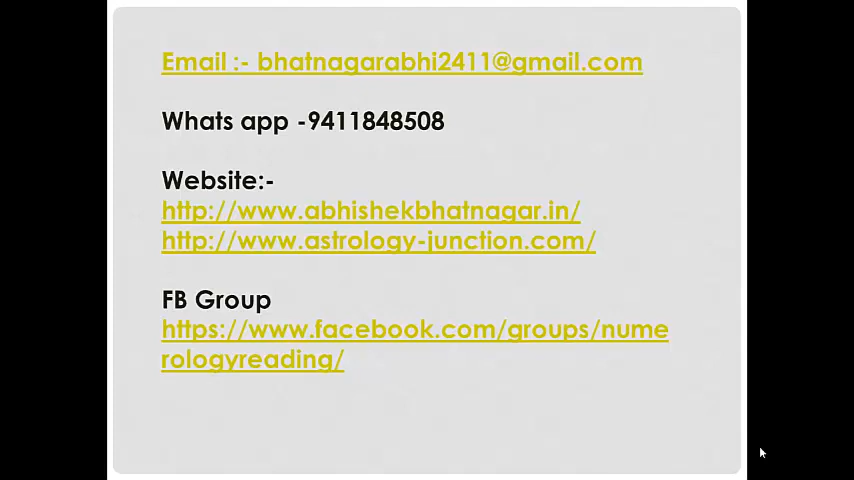 Email :- bhatnagarabhi2411@gmail.com
Whats app -9411848508
Website:-
http://www.abhishekbhatnagar.in/
http://www.astrology-junction.com/
FB Group
https://www.facebook.com/groups/nume
rologyreading/